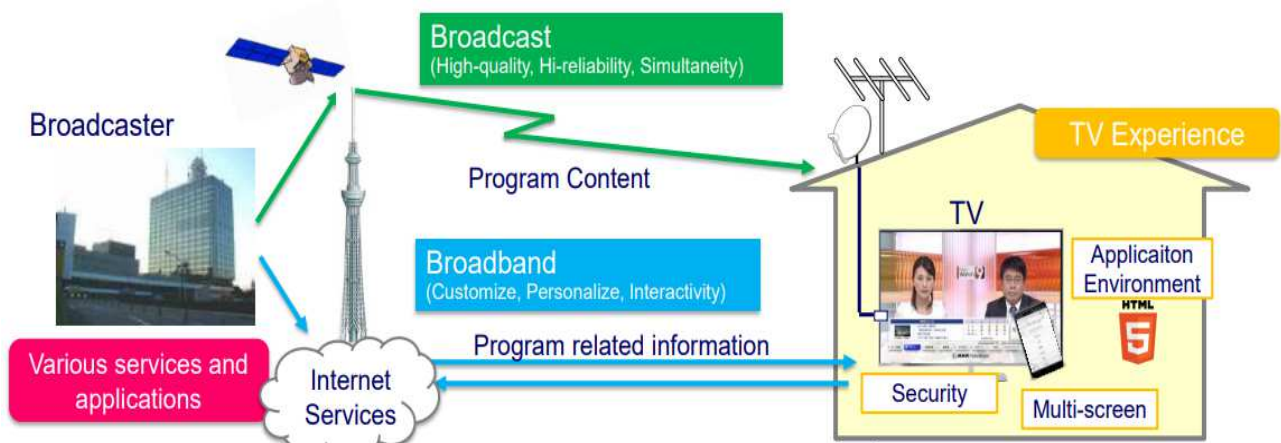 Broadcast
(High-quality, Hi-reliability, Simultaneity)
Broadcaster
TV Experience
Program Content
TV
Broadband
(Customize, Personalize, Interactivity)
Applicaiton
Environment
HTML
5
Various services and
applications
Internet
Services
Program related information
Security
Multi-screen